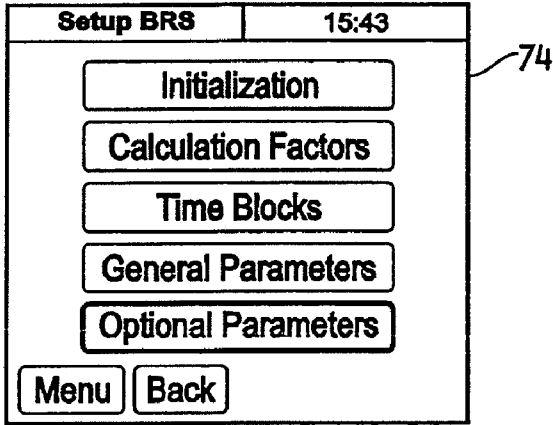 Setup BRS 15:43
74
Initialization
Calculation Factors
Time Blocks
General Parameters
Optional Parameters
Menu Back